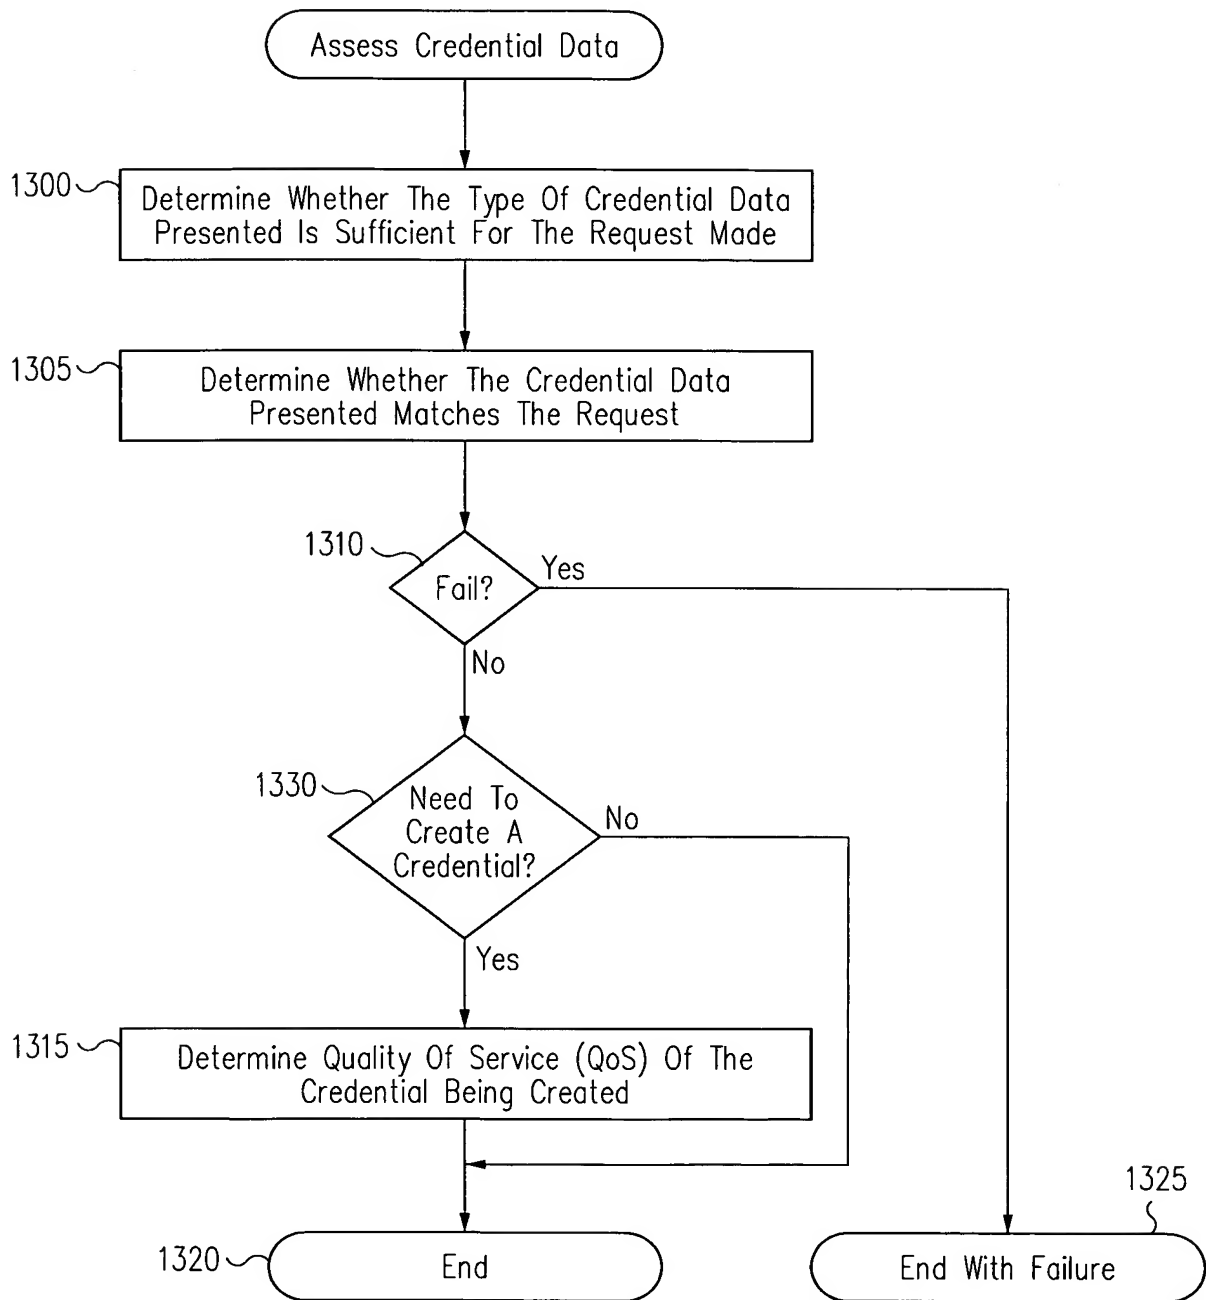 Assess Credential Data
1300
Determine Whether The Type Of Credential Data
Presented Is Sufficient For The Request Made
1305
Determine Whether The Credential Data
Presented Matches The Request
1310
Fail?
Yes
No
1330
Need To
Create A
Credential?
No
Yes
1315
Determine Quality Of Service (QoS) Of The
Credential Being Created
1320
End
1325
End With Failure